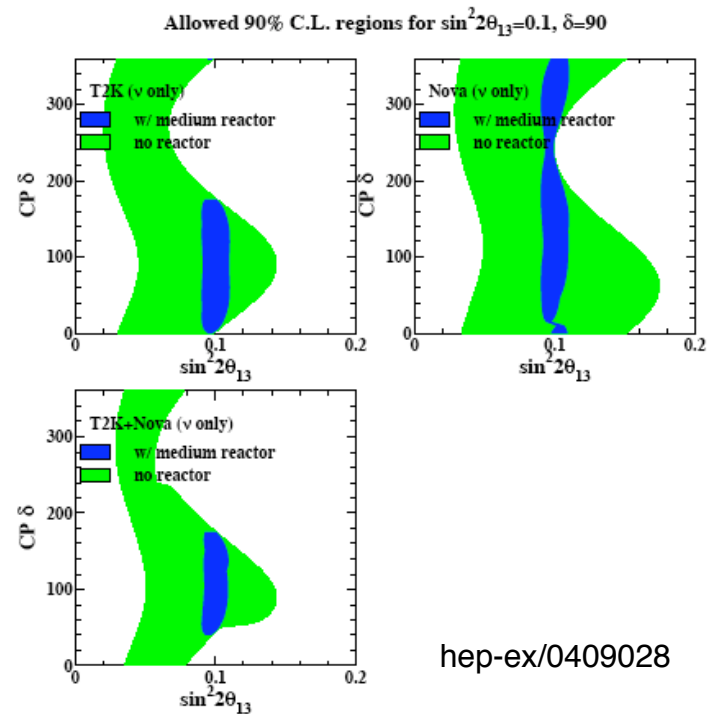 Allowed 90% C.L. regions for sin²2θ₁₃=0.1, δ=90
T2K (ν only)
w/ medium reactor
no reactor
CP δ
300
200
100
0
0
0.1
0.2
sin²2θ₁₃
Nova (ν only)
w/ medium reactor
no reactor
CP δ
300
200
100
0
0
0.1
0.2
sin²2θ₁₃
T2K+Nova (ν only)
w/ medium reactor
no reactor
CP δ
300
200
100
0
0
0.1
0.2
sin²2θ₁₃
hep-ex/0409028